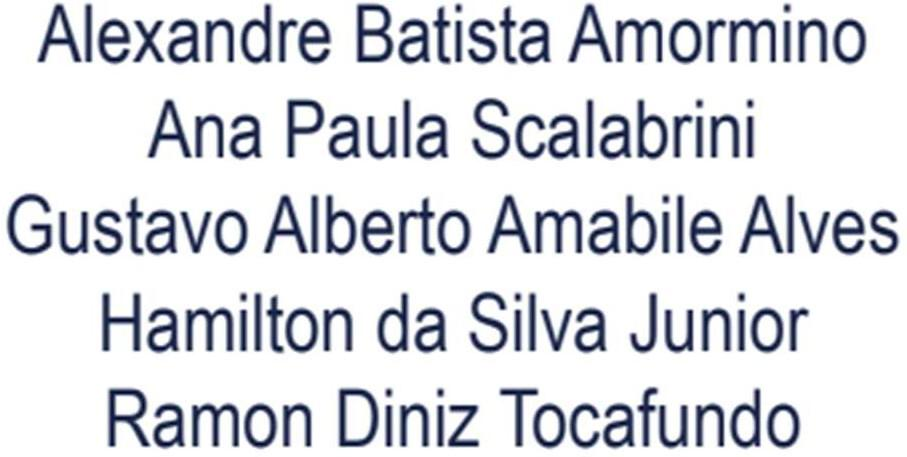 Alexandre Batista Amormino
Ana Paula Scalabrini
Gustavo Alberto Amabile Alves
Hamilton da Silva Junior
Ramon Diniz Tocafundo